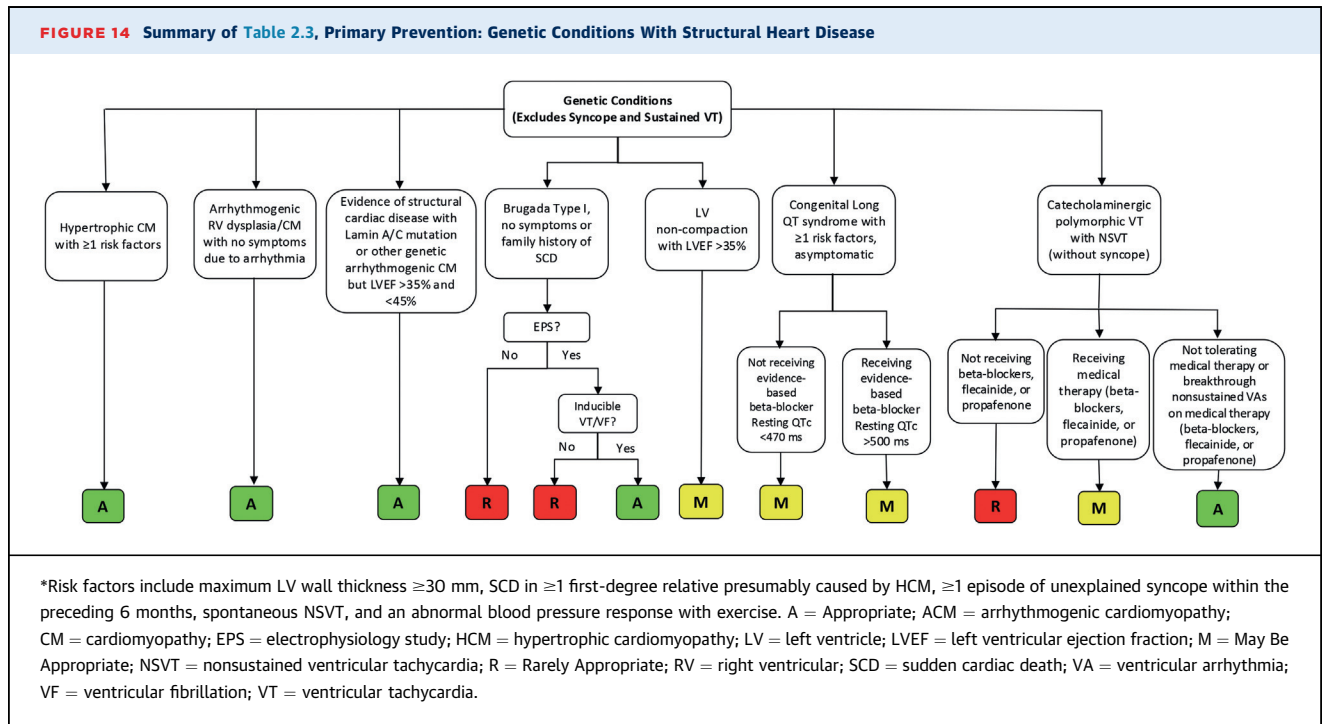 FIGURE 14 Summary of Table 2.3, Primary Prevention: Genetic Conditions With Structural Heart Disease
Genetic Conditions
(Excludes Syncope and Sustained VT)
Hypertrophic CM
with ≥1 risk factors
Arrhythmogenic
RV dysplasia/CM
with no symptoms
due to arrhythmia
Evidence of structural
cardiac disease with
Lamin A/C mutation
or other genetic
arrhythmogenic CM
but LVEF >35% and
<45%
Brugada Type I,
no symptoms or
family history of
SCD
LV
non-compaction
with LVEF >35%
Congenital Long
QT syndrome with
≥1 risk factors,
asymptomatic
Catecholaminergic
polymorphic VT
with NSVT
(without syncope)
EPS?
No
Yes
Inducible
VT/VF?
No
Yes
Not receiving
evidence-
based
beta-blocker
Resting QTc
<470 ms
Receiving
evidence-
based
beta-blocker
Resting QTc
>500 ms
Not receiving
beta-blockers,
flecainide, or
propafenone
Receiving
medical
therapy (beta-
blockers,
flecainide, or
propafenone)
Not tolerating
medical therapy or
breakthrough
nonsustained VAs
on medical therapy
(beta-blockers,
flecainide, or
propafenone)
A
A
A
R
R
A
M
M
M
R
M
A
*Risk factors include maximum LV wall thickness ≥30 mm, SCD in ≥1 first-degree relative presumably caused by HCM, ≥1 episode of unexplained syncope within the
preceding 6 months, spontaneous NSVT, and an abnormal blood pressure response with exercise. A = Appropriate; ACM = arrhythmogenic cardiomyopathy;
CM = cardiomyopathy; EPS = electrophysiology study; HCM = hypertrophic cardiomyopathy; LV = left ventricle; LVEF = left ventricular ejection fraction; M = May Be
Appropriate; NSVT = nonsustained ventricular tachycardia; R = Rarely Appropriate; RV = right ventricular; SCD = sudden cardiac death; VA = ventricular arrhythmia;
VF = ventricular fibrillation; VT = ventricular tachycardia.